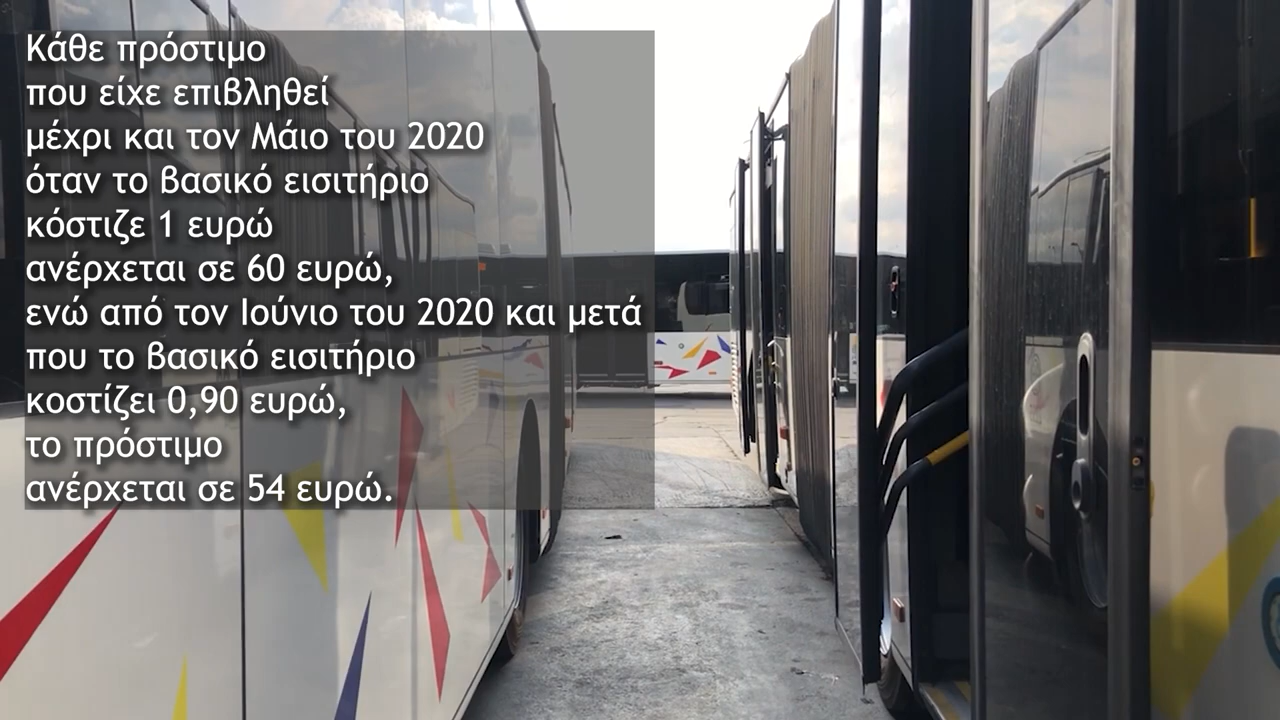 Κάθε πρόστιμο
που είχε επιβληθεί
μέχρι και τον Μάιο του 2020
όταν το βασικό εισιτήριο
κόστιζε 1 ευρώ
ανέρχεται σε 60 ευρώ,
ενώ από τον Ιούνιο του 2020 και μετά
που το βασικό εισιτήριο
κοστίζει 0,90 ευρώ,
το πρόστιμο
ανέρχεται σε 54 ευρώ.